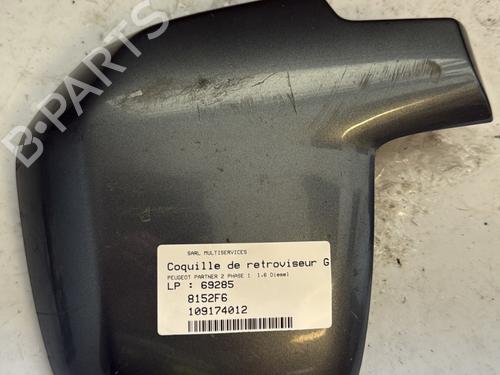 B-PARTS
SARL MULTISERVICES
Coquille de retroviseur G
PEUGEOT PARTNER 2 PHASE 1 1.6 Diesel
LP : 69285
8152F6
109174012